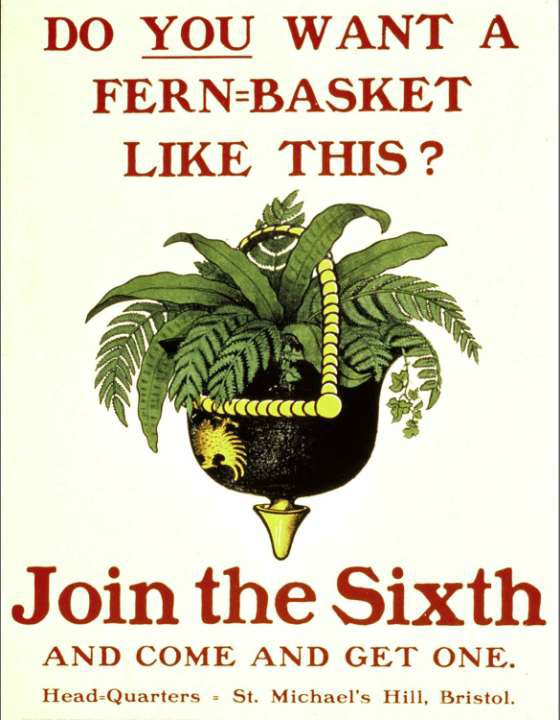 DO YOU WANT A
FERN=BASKET
LIKE THIS?
Join the Sixth
AND COME AND GET ONE.
Head=Quarters = St. Michael's Hill, Bristol.